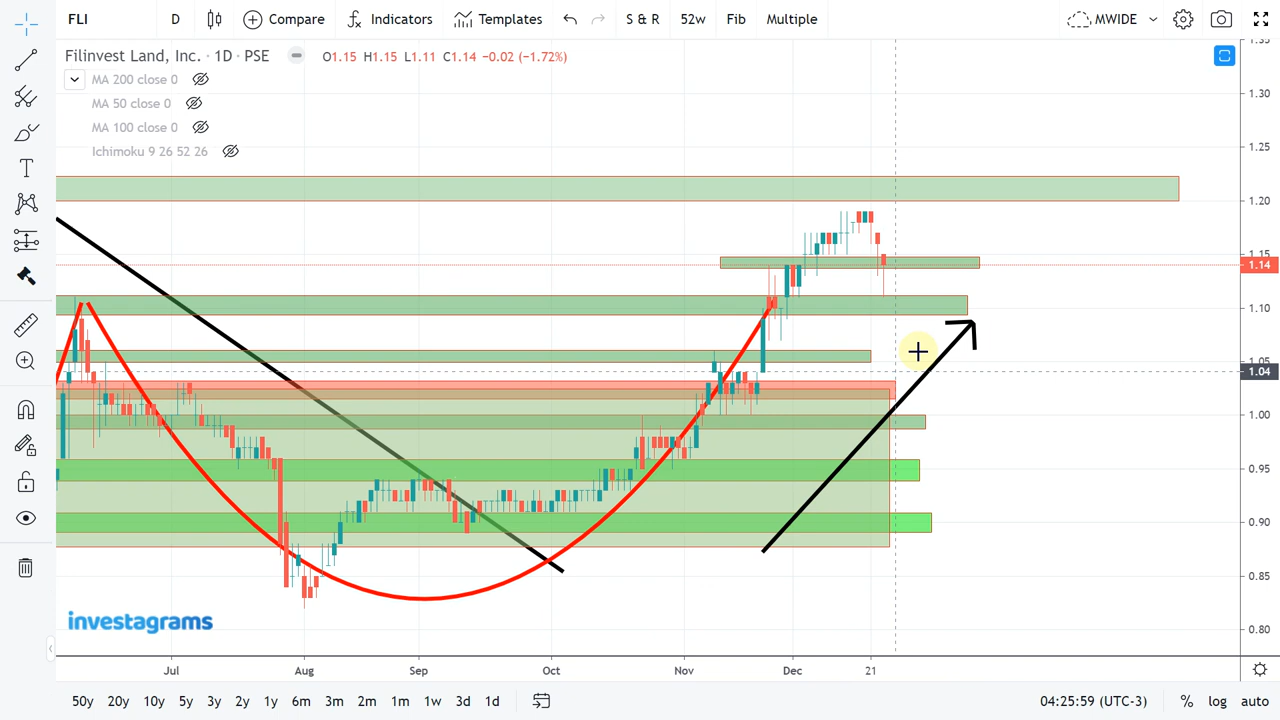 FLI D Compare Indicators Templates S & R 52w Fib Multiple MWIDE
Filinvest Land, Inc. · 1D · PSE O1.15 H1.15 L1.11 C1.14 −0.02 (−1.72%)
MA 200 close 0
MA 50 close 0
MA 100 close 0
Ichimoku 9 26 52 26
1.35
1.30
1.25
1.20
1.15
1.14
1.10
1.05
1.04
1.00
0.95
0.90
0.85
0.80
investagrams
Jul Aug Sep Oct Nov Dec 21
50y 20y 10y 5y 3y 2y 1y 6m 3m 2m 1m 1w 3d 1d 04:25:59 (UTC-3) % log auto